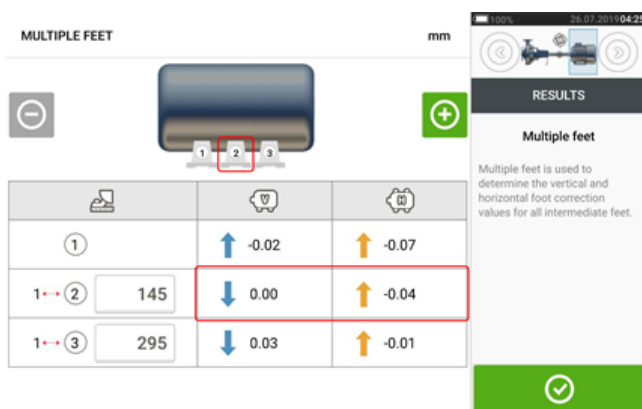 100% 26.07.2019 04:25
MULTIPLE FEET mm
1 2 3
V H
1 -0.02 -0.07
1 2 145 0.00 -0.04
1 3 295 0.03 -0.01
RESULTS
Multiple feet
Multiple feet is used to
determine the vertical and
horizontal foot correction
values for all intermediate feet.